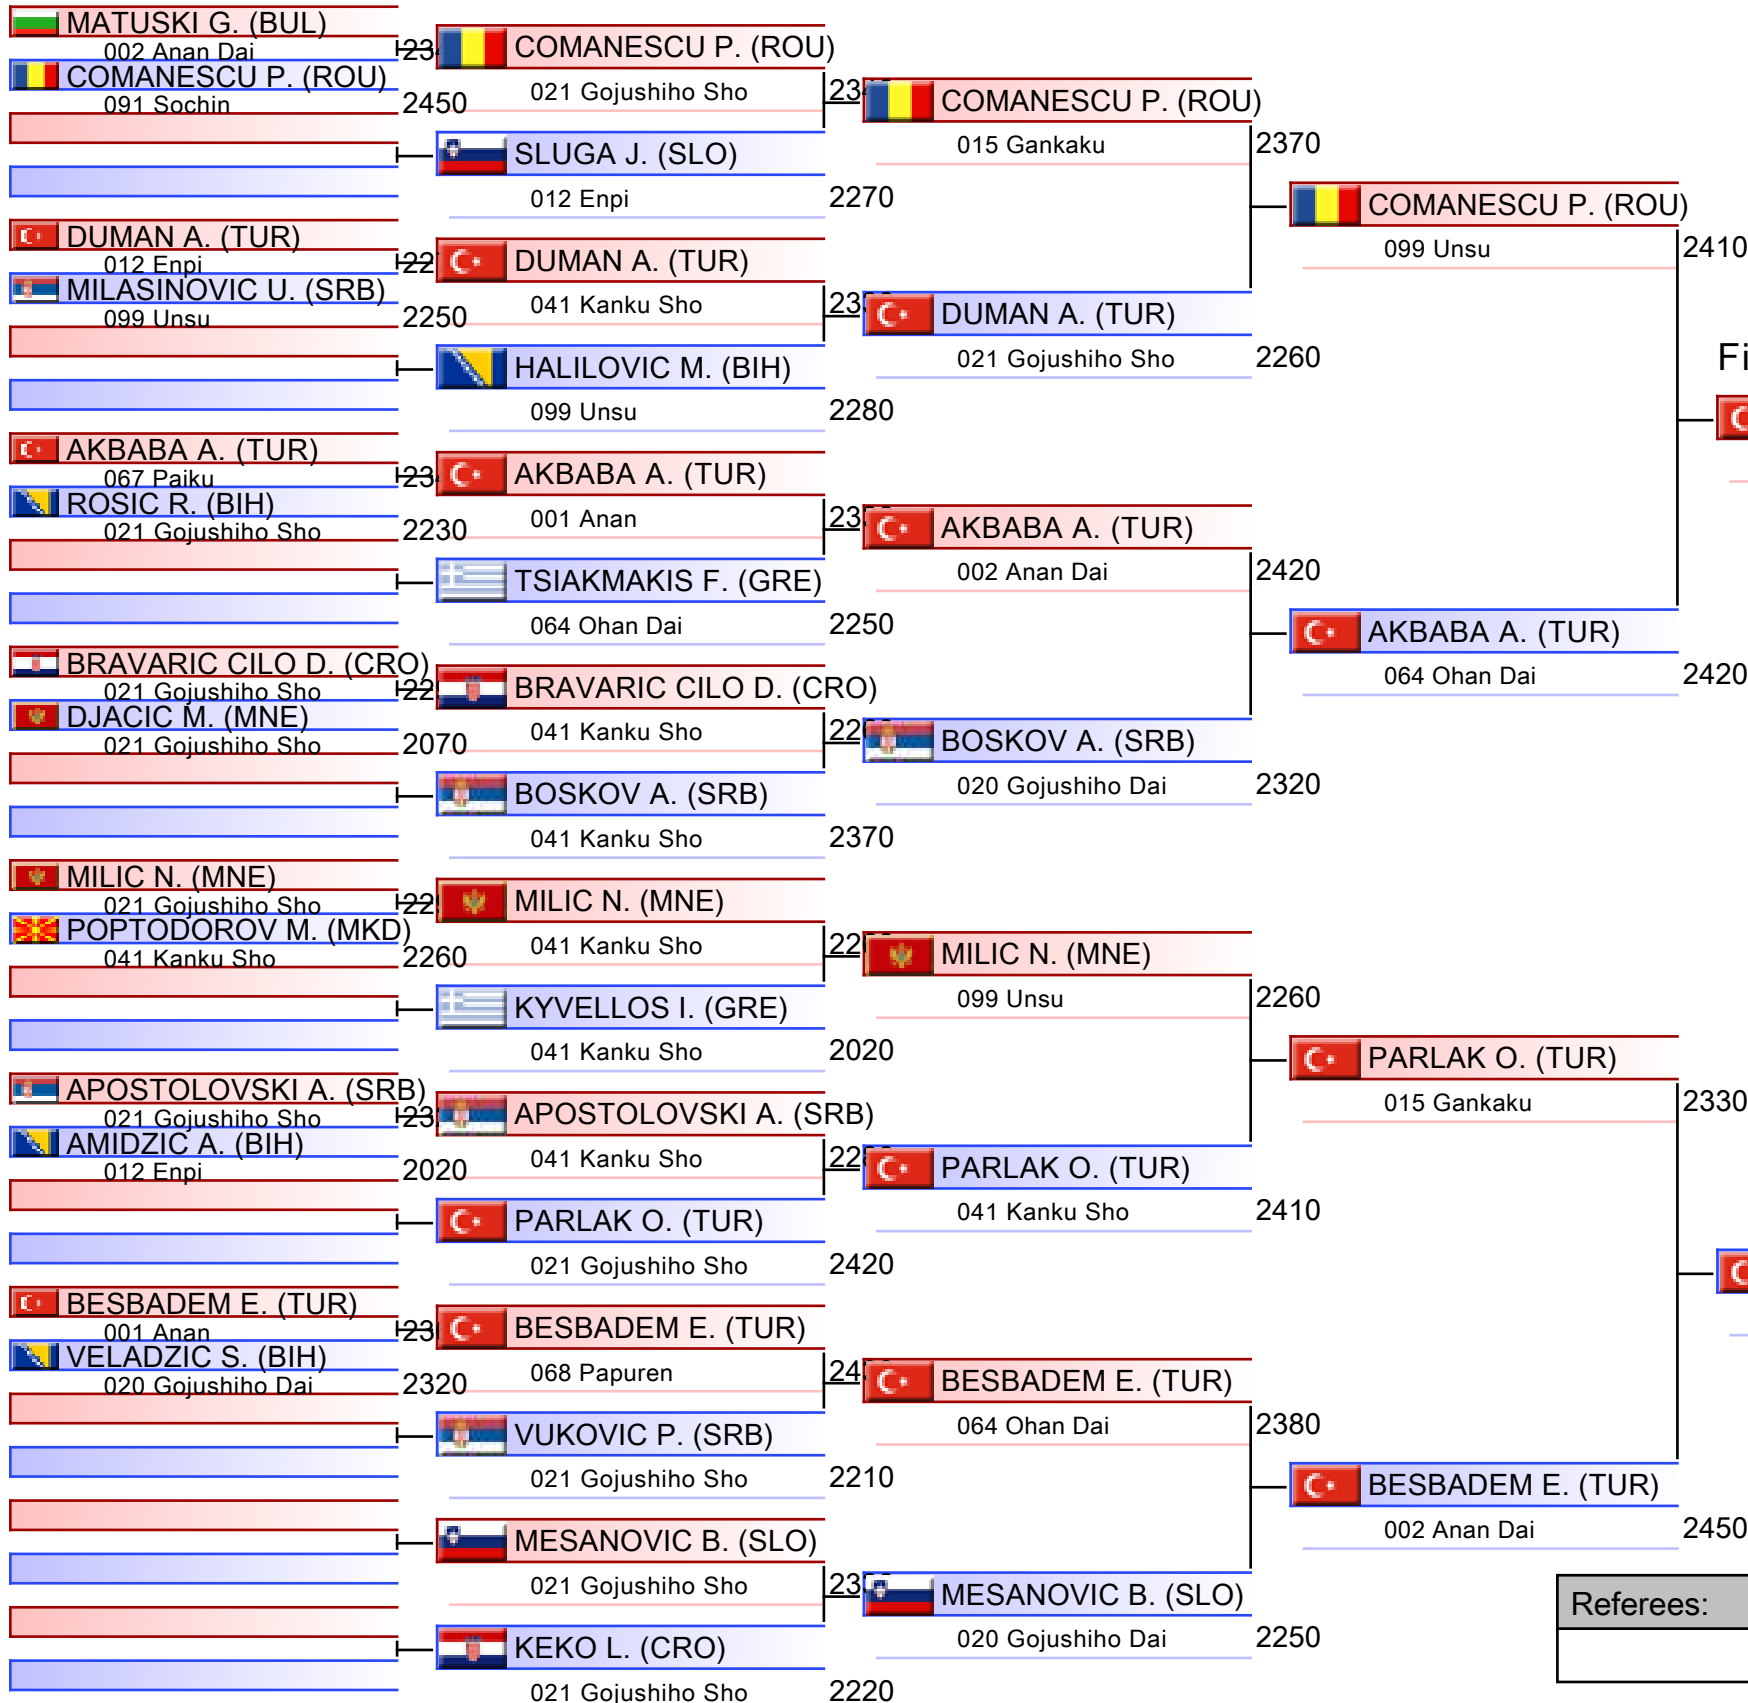 MATUSKI G. (BUL)
002 Anan Dai
COMANESCU P. (ROU)
091 Sochin 2450
DUMAN A. (TUR)
012 Enpi
MILASINOVIC U. (SRB)
099 Unsu 2250
AKBABA A. (TUR)
067 Paiku
ROSIC R. (BIH)
021 Gojushiho Sho 2230
BRAVARIC CILO D. (CRO)
021 Gojushiho Sho
DJACIC M. (MNE)
021 Gojushiho Sho 2070
MILIC N. (MNE)
021 Gojushiho Sho
POPTODOROV M. (MKD)
041 Kanku Sho 2260
APOSTOLOVSKI A. (SRB)
021 Gojushiho Sho
AMIDZIC A. (BIH)
012 Enpi 2020
BESBADEM E. (TUR)
001 Anan
VELADZIC S. (BIH)
020 Gojushiho Dai 2320
COMANESCU P. (ROU)
021 Gojushiho Sho
SLUGA J. (SLO)
012 Enpi 2270
DUMAN A. (TUR)
041 Kanku Sho
HALILOVIC M. (BIH)
099 Unsu 2280
AKBABA A. (TUR)
001 Anan
TSIAKMAKIS F. (GRE)
064 Ohan Dai 2250
BRAVARIC CILO D. (CRO)
041 Kanku Sho
BOSKOV A. (SRB)
041 Kanku Sho 2370
MILIC N. (MNE)
041 Kanku Sho
KYVELLOS I. (GRE)
041 Kanku Sho 2020
APOSTOLOVSKI A. (SRB)
041 Kanku Sho
PARLAK O. (TUR)
021 Gojushiho Sho 2420
BESBADEM E. (TUR)
068 Papuren
VUKOVIC P. (SRB)
021 Gojushiho Sho 2210
MESANOVIC B. (SLO)
021 Gojushiho Sho
KEKO L. (CRO)
021 Gojushiho Sho 2220
COMANESCU P. (ROU)
015 Gankaku 2370
DUMAN A. (TUR)
021 Gojushiho Sho 2260
AKBABA A. (TUR)
002 Anan Dai 2420
BOSKOV A. (SRB)
020 Gojushiho Dai 2320
MILIC N. (MNE)
099 Unsu 2260
PARLAK O. (TUR)
041 Kanku Sho 2410
BESBADEM E. (TUR)
064 Ohan Dai 2380
MESANOVIC B. (SLO)
020 Gojushiho Dai 2250
COMANESCU P. (ROU)
099 Unsu 2410
AKBABA A. (TUR)
064 Ohan Dai 2420
PARLAK O. (TUR)
015 Gankaku 2330
BESBADEM E. (TUR)
002 Anan Dai 2450
Referees: